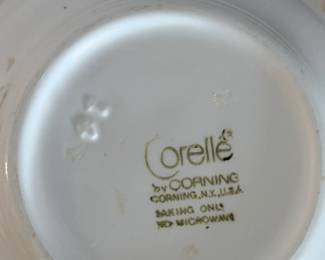 Corelle®
by CORNING
CORNING, N.Y., U.S.A.
BAKING ONLY
NO MICROWAVE